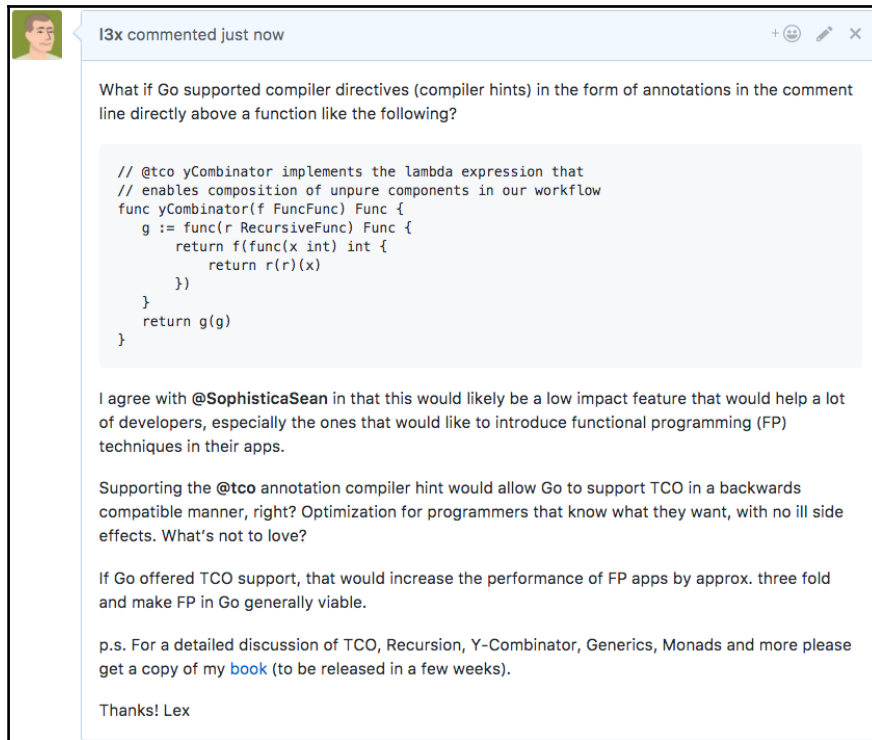 l3x commented just now
What if Go supported compiler directives (compiler hints) in the form of annotations in the comment
line directly above a function like the following?
// @tco yCombinator implements the lambda expression that
// enables composition of unpure components in our workflow
func yCombinator(f FuncFunc) Func {
   g := func(r RecursiveFunc) Func {
      return f(func(x int) int {
         return r(r)(x)
      })
   }
   return g(g)
}
I agree with @SophisticaSean in that this would likely be a low impact feature that would help a lot
of developers, especially the ones that would like to introduce functional programming (FP)
techniques in their apps.
Supporting the @tco annotation compiler hint would allow Go to support TCO in a backwards
compatible manner, right? Optimization for programmers that know what they want, with no ill side
effects. What's not to love?
If Go offered TCO support, that would increase the performance of FP apps by approx. three fold
and make FP in Go generally viable.
p.s. For a detailed discussion of TCO, Recursion, Y-Combinator, Generics, Monads and more please
get a copy of my book (to be released in a few weeks).
Thanks! Lex